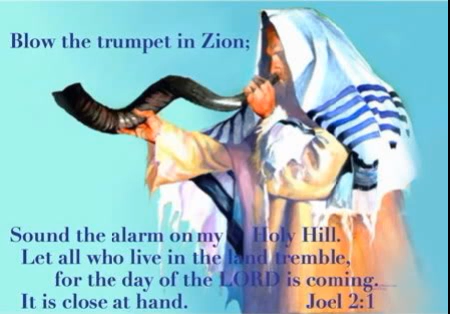 Blow the trumpet in Zion;
Sound the alarm on my Holy Hill.
Let all who live in the land tremble,
for the day of the LORD is coming.
It is close at hand. Joel 2:1